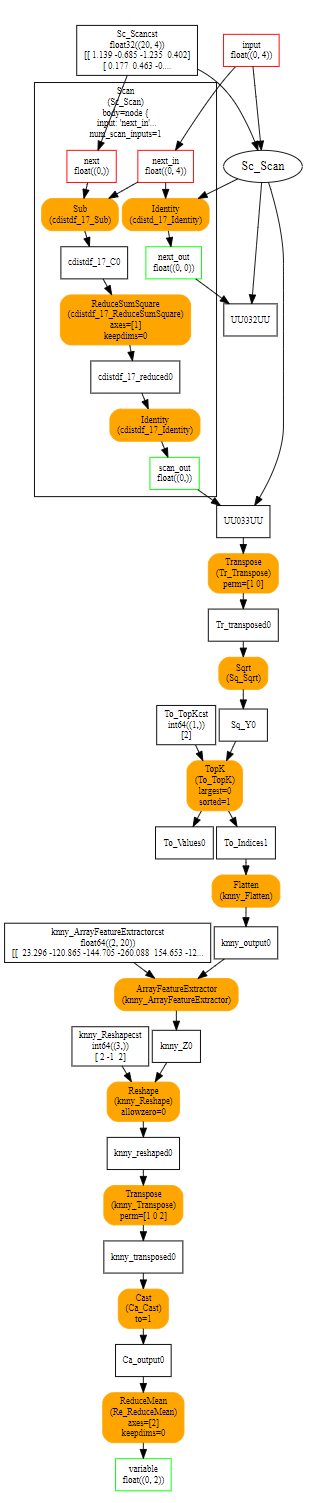 Sc_Scancst
float32((20, 4))
[[ 1.139 -0.685 -1.235 0.402]
[ 0.177 0.463 -0....
input
float((0, 4))
Scan
(Sc_Scan)
body=node {
input: 'next_in'...
num_scan_inputs=1
next
float((0,))
next_in
float((0, 4))
Sc_Scan
Sub
(cdistdf_17_Sub)
Identity
(cdistd_17_Identity)
cdistdf_17_C0
next_out
float((0, 0))
ReduceSumSquare
(cdistdf_17_ReduceSumSquare)
axes=[1]
keepdims=0
UU032UU
cdistdf_17_reduced0
Identity
(cdistdf_17_Identity)
scan_out
float((0,))
UU033UU
Transpose
(Tr_Transpose)
perm=[1 0]
Tr_transposed0
Sqrt
(Sq_Sqrt)
To_TopKcst
int64((1,))
[2]
Sq_Y0
TopK
(To_TopK)
largest=0
sorted=1
To_Values0
To_Indices1
Flatten
(knny_Flatten)
knny_ArrayFeatureExtractorcst
float64((2, 20))
[[ 23.296 -120.865 -144.705 -260.088 154.653 -12...
knny_output0
ArrayFeatureExtractor
(knny_ArrayFeatureExtractor)
knny_Reshapecst
int64((3,))
[ 2 -1 2]
knny_Z0
Reshape
(knny_Reshape)
allowzero=0
knny_reshaped0
Transpose
(knny_Transpose)
perm=[1 0 2]
knny_transposed0
Cast
(Ca_Cast)
to=1
Ca_output0
ReduceMean
(Re_ReduceMean)
axes=[2]
keepdims=0
variable
float((0, 2))